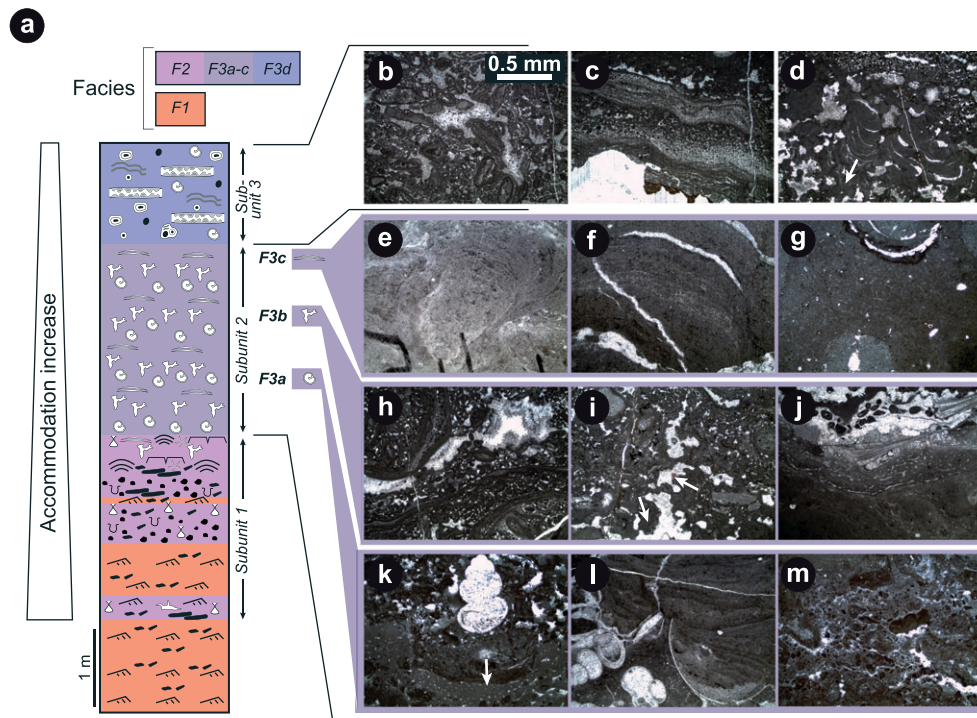 a
Facies
F2 F3a-c F3d
F1
Accommodation increase
1 m
Sub-
unit 3
Subunit 2
Subunit 1
F3c
F3b
F3a
b 0.5 mm c d
e f g
h i j
k l m